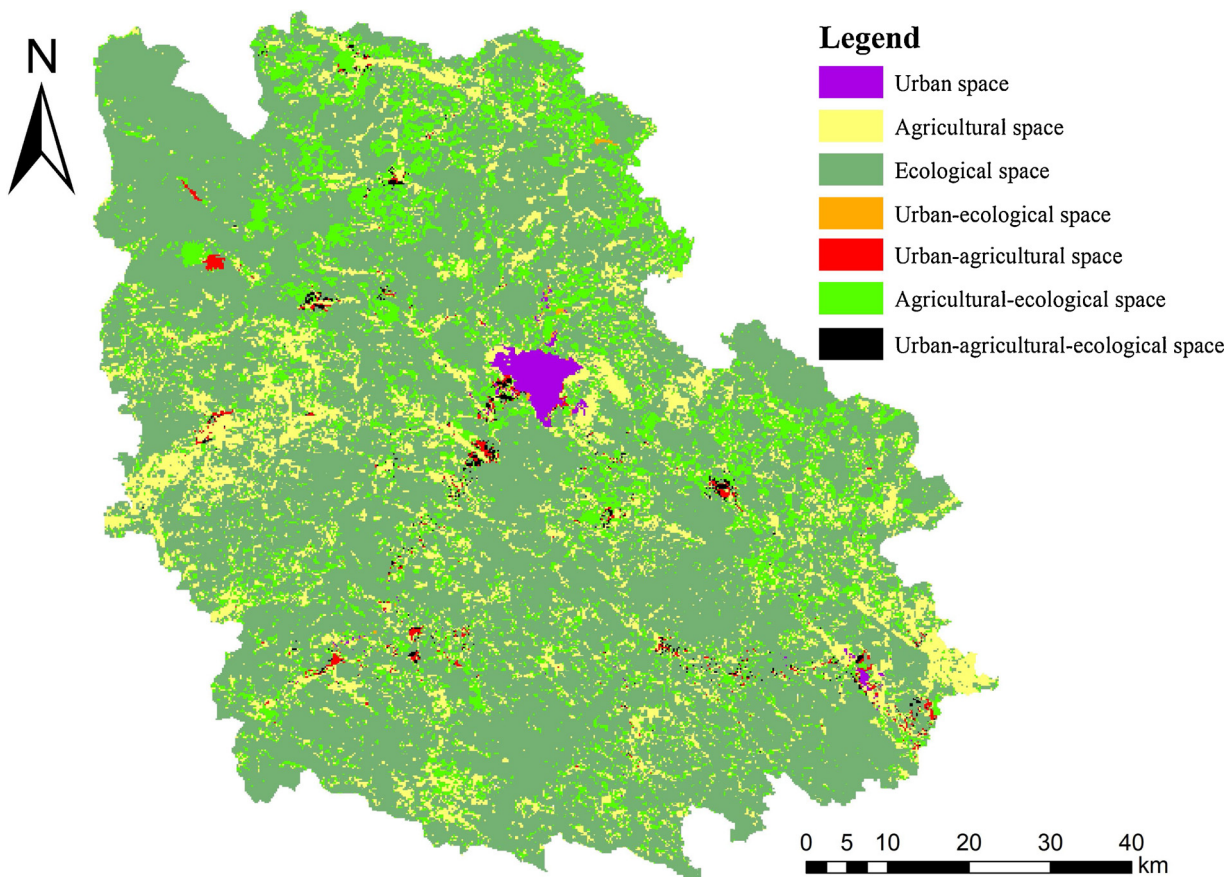 N
Legend
Urban space
Agricultural space
Ecological space
Urban-ecological space
Urban-agricultural space
Agricultural-ecological space
Urban-agricultural-ecological space
0 5 10 20 30 40
km